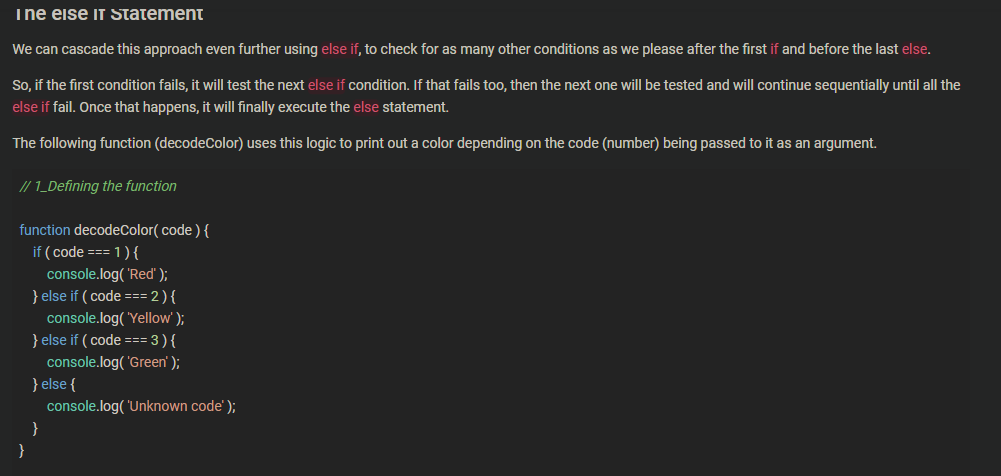 The else if Statement
We can cascade this approach even further using else if, to check for as many other conditions as we please after the first if and before the last else.
So, if the first condition fails, it will test the next else if condition. If that fails too, then the next one will be tested and will continue sequentially until all the
else if fail. Once that happens, it will finally execute the else statement.
The following function (decodeColor) uses this logic to print out a color depending on the code (number) being passed to it as an argument.
// 1_Defining the function
function decodeColor( code ) {
if ( code === 1 ) {
console.log( 'Red' );
} else if ( code === 2 ) {
console.log( 'Yellow' );
} else if ( code === 3 ) {
console.log( 'Green' );
} else {
console.log( 'Unknown code' );
}
}